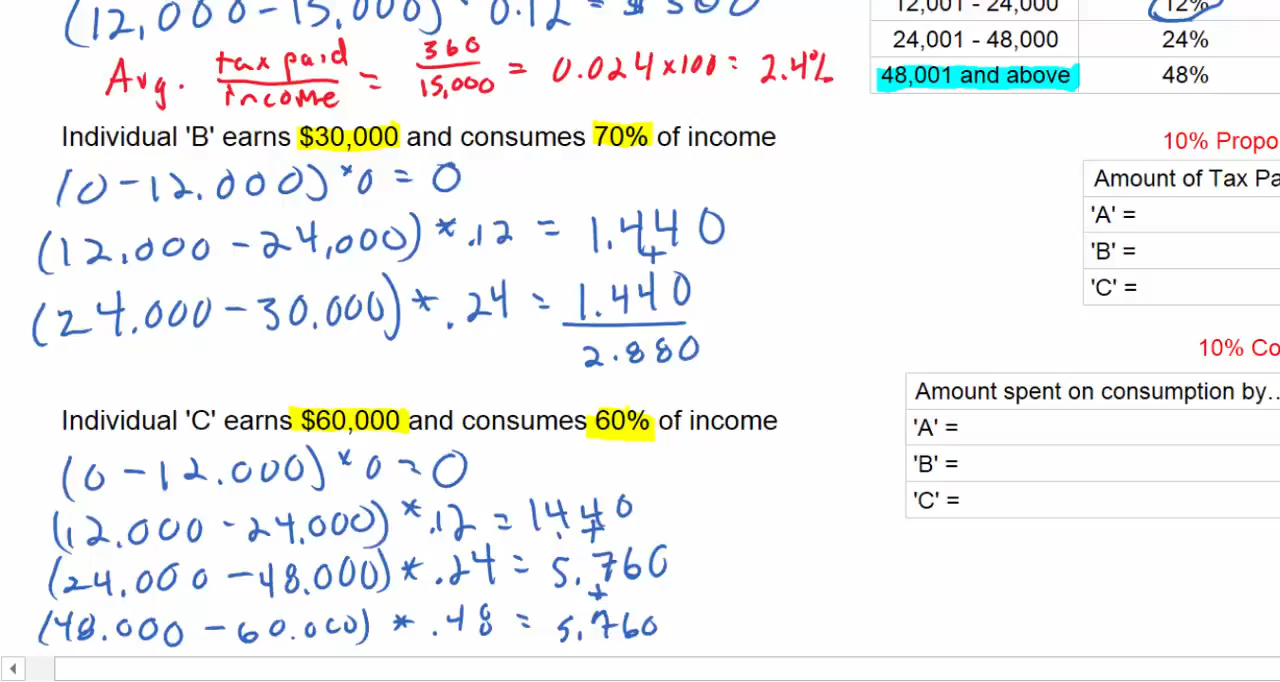 (12,000-15,000) * 0.12 = $360
Avg. tax paid / income = 360 / 15,000 = 0.024 x 100 = 2.4%
12,001 - 24,000 12%
24,001 - 48,000 24%
48,001 and above 48%
Individual 'B' earns $30,000 and consumes 70% of income
(0-12.000) * 0 = 0
(12,000 - 24,000) * .12 = 1.440
+
(24.000 - 30.000) * .24 = 1.440
2.880
10% Propo
Amount of Tax Pa
'A' =
'B' =
'C' =
Individual 'C' earns $60,000 and consumes 60% of income
(0 - 12.000) * 0 = 0
(12.000 - 24.000) * .12 = 1440
+
(24.000 - 48.000) * .24 = 5.760
+
(48.000 - 60.000) * .48 = 5.760
10% Co
Amount spent on consumption by...
'A' =
'B' =
'C' =